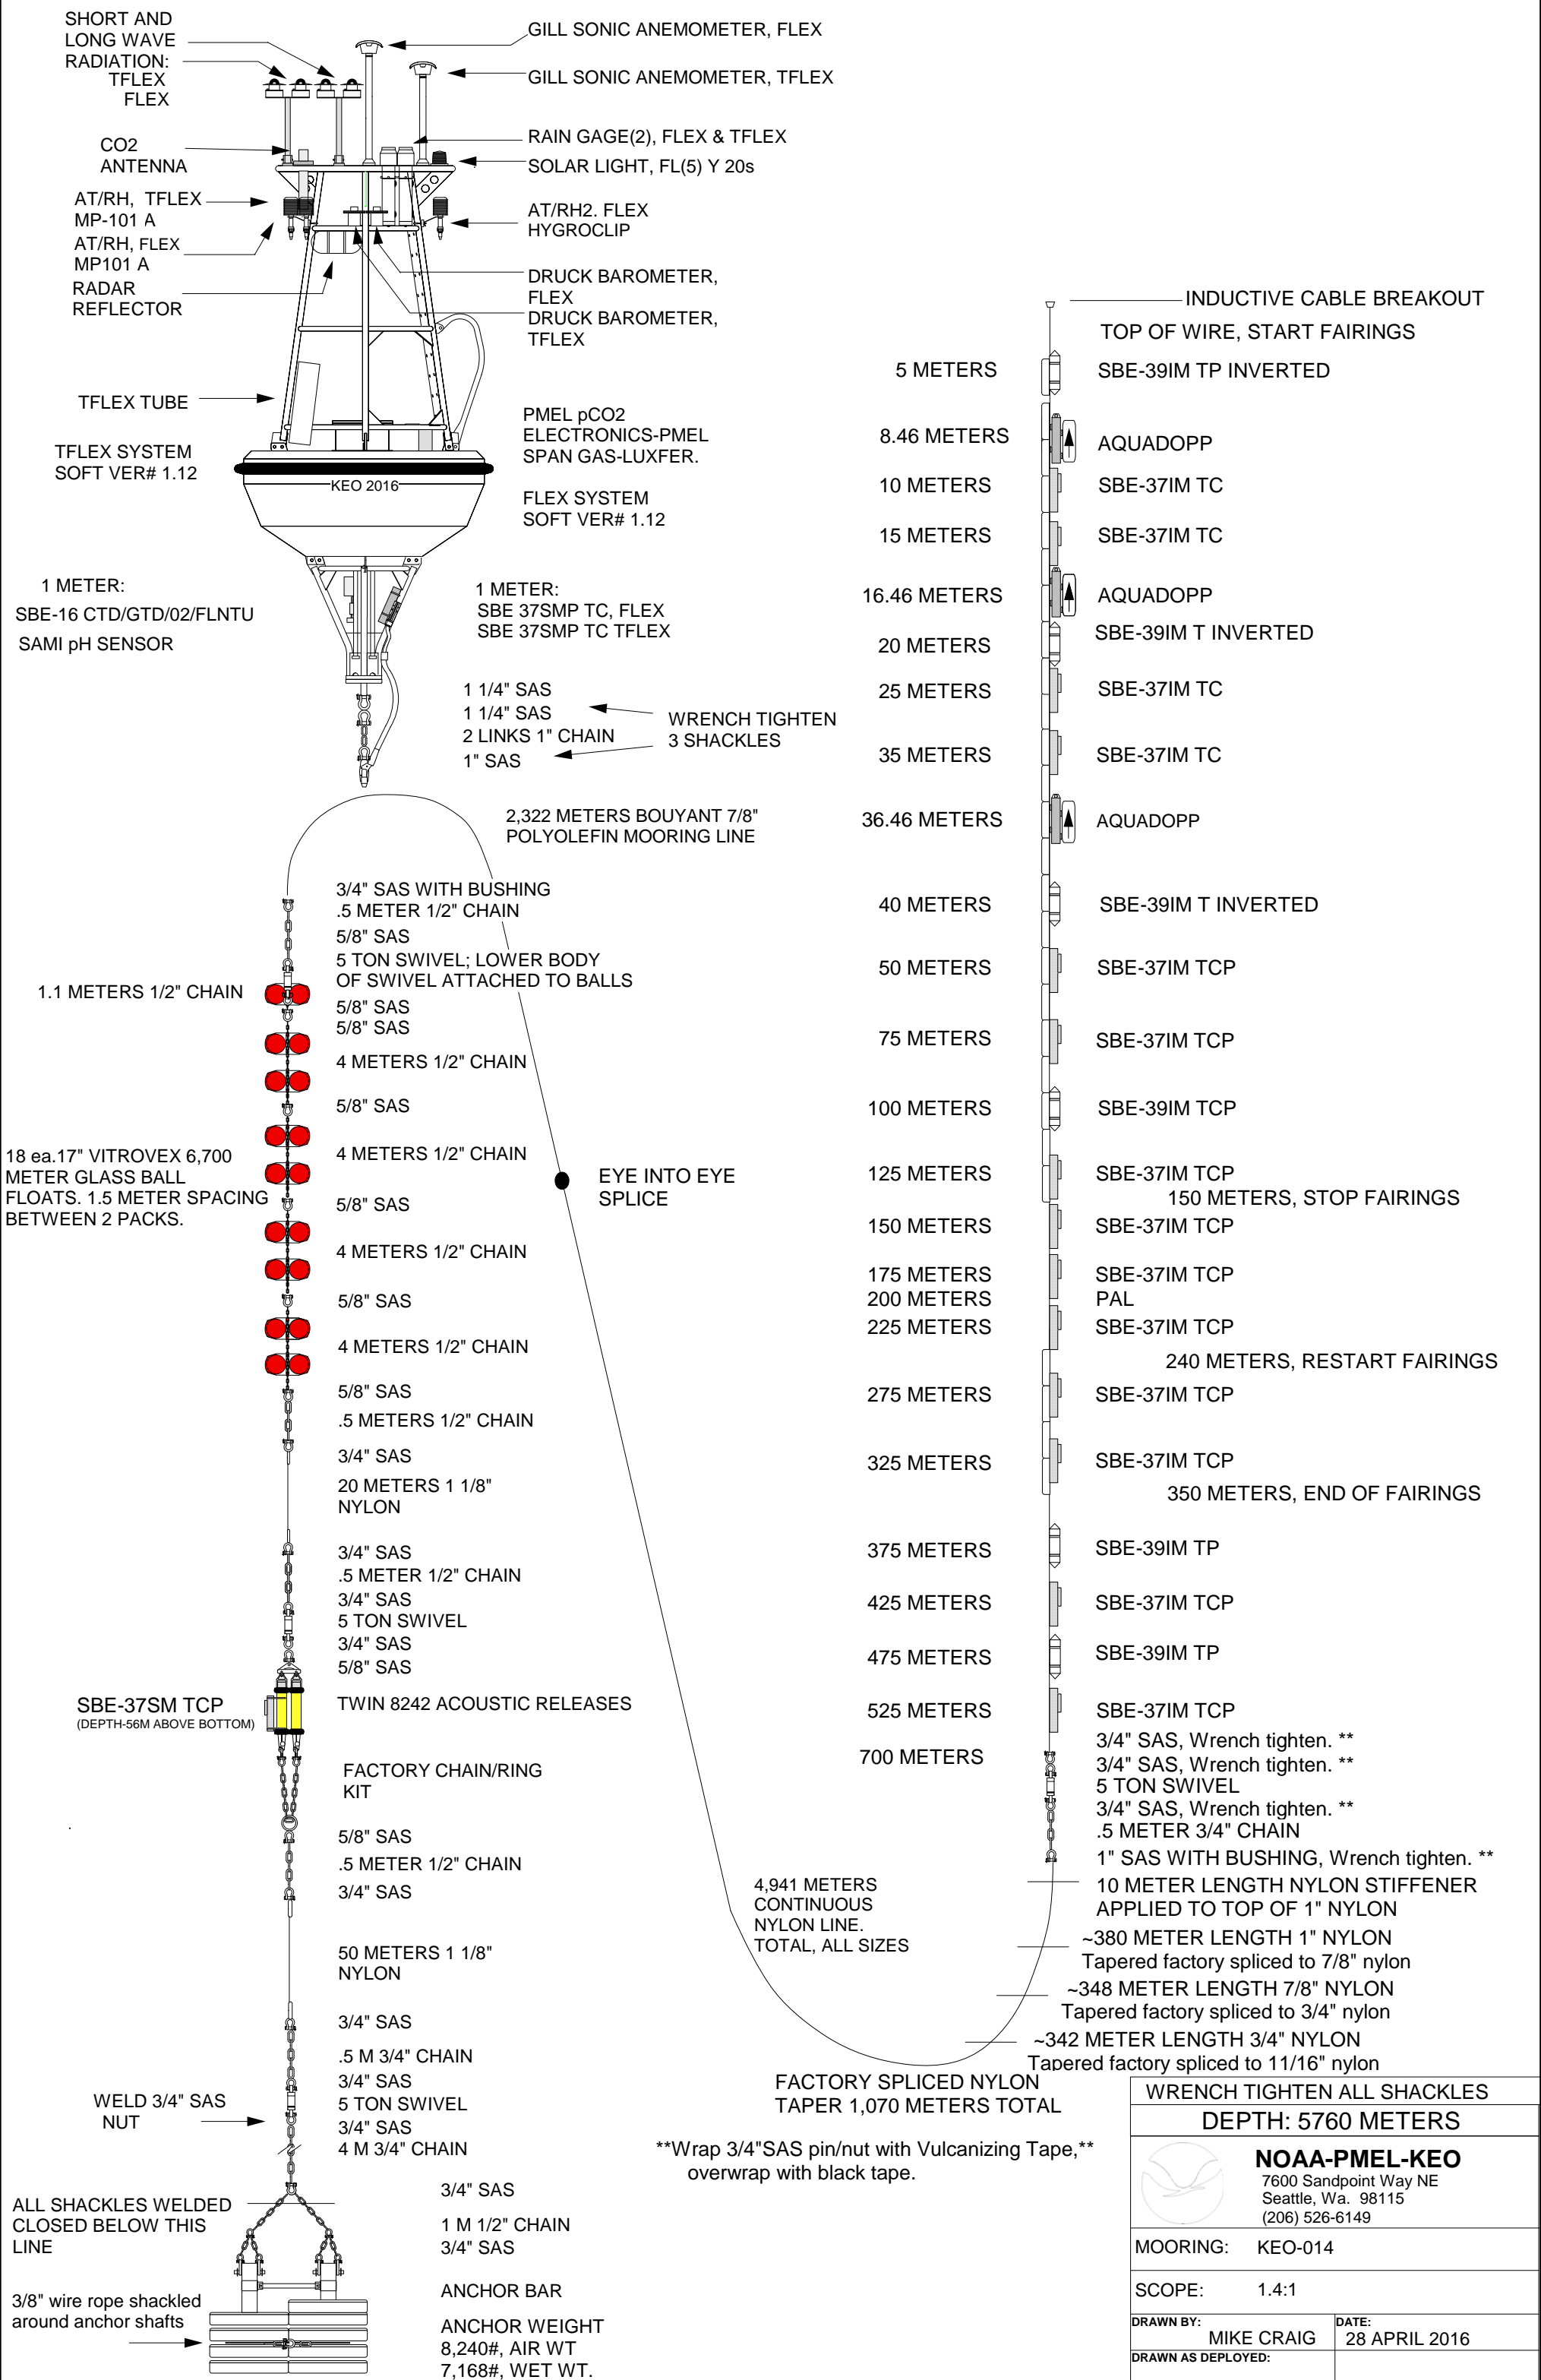 SHORT AND
LONG WAVE
RADIATION:
TFLEX
FLEX
CO2
ANTENNA
AT/RH, TFLEX
MP-101 A
AT/RH, FLEX
MP101 A
RADAR
REFLECTOR
TFLEX TUBE
TFLEX SYSTEM
SOFT VER# 1.12
GILL SONIC ANEMOMETER, FLEX
GILL SONIC ANEMOMETER, TFLEX
RAIN GAGE(2), FLEX & TFLEX
SOLAR LIGHT, FL(5) Y 20s
AT/RH2. FLEX
HYGROCLIP
DRUCK BAROMETER,
FLEX
DRUCK BAROMETER,
TFLEX
PMEL pCO2
ELECTRONICS-PMEL
SPAN GAS-LUXFER.
KEO 2016
FLEX SYSTEM
SOFT VER# 1.12
1 METER:
SBE-16 CTD/GTD/02/FLNTU
SAMI pH SENSOR
1 METER:
SBE 37SMP TC, FLEX
SBE 37SMP TC TFLEX
1 1/4" SAS
1 1/4" SAS
2 LINKS 1" CHAIN
1" SAS
WRENCH TIGHTEN
3 SHACKLES
2,322 METERS BOUYANT 7/8"
POLYOLEFIN MOORING LINE
3/4" SAS WITH BUSHING
.5 METER 1/2" CHAIN
5/8" SAS
5 TON SWIVEL; LOWER BODY
OF SWIVEL ATTACHED TO BALLS
1.1 METERS 1/2" CHAIN
5/8" SAS
5/8" SAS
4 METERS 1/2" CHAIN
5/8" SAS
4 METERS 1/2" CHAIN
18 ea.17" VITROVEX 6,700
METER GLASS BALL
FLOATS. 1.5 METER SPACING
BETWEEN 2 PACKS.
5/8" SAS
4 METERS 1/2" CHAIN
5/8" SAS
4 METERS 1/2" CHAIN
5/8" SAS
.5 METERS 1/2" CHAIN
3/4" SAS
20 METERS 1 1/8"
NYLON
3/4" SAS
.5 METER 1/2" CHAIN
3/4" SAS
5 TON SWIVEL
3/4" SAS
5/8" SAS
SBE-37SM TCP
(DEPTH-56M ABOVE BOTTOM)
TWIN 8242 ACOUSTIC RELEASES
FACTORY CHAIN/RING
KIT
5/8" SAS
.5 METER 1/2" CHAIN
3/4" SAS
50 METERS 1 1/8"
NYLON
3/4" SAS
.5 M 3/4" CHAIN
3/4" SAS
5 TON SWIVEL
3/4" SAS
4 M 3/4" CHAIN
WELD 3/4" SAS
NUT
ALL SHACKLES WELDED
CLOSED BELOW THIS
LINE
3/4" SAS
1 M 1/2" CHAIN
3/4" SAS
ANCHOR BAR
3/8" wire rope shackled
around anchor shafts
ANCHOR WEIGHT
8,240#, AIR WT
7,168#, WET WT.
EYE INTO EYE
SPLICE
INDUCTIVE CABLE BREAKOUT
TOP OF WIRE, START FAIRINGS
5 METERS SBE-39IM TP INVERTED
8.46 METERS AQUADOPP
10 METERS SBE-37IM TC
15 METERS SBE-37IM TC
16.46 METERS AQUADOPP
20 METERS SBE-39IM T INVERTED
25 METERS SBE-37IM TC
35 METERS SBE-37IM TC
36.46 METERS AQUADOPP
40 METERS SBE-39IM T INVERTED
50 METERS SBE-37IM TCP
75 METERS SBE-37IM TCP
100 METERS SBE-39IM TCP
125 METERS SBE-37IM TCP
150 METERS, STOP FAIRINGS
150 METERS SBE-37IM TCP
175 METERS SBE-37IM TCP
200 METERS PAL
225 METERS SBE-37IM TCP
240 METERS, RESTART FAIRINGS
275 METERS SBE-37IM TCP
325 METERS SBE-37IM TCP
350 METERS, END OF FAIRINGS
375 METERS SBE-39IM TP
425 METERS SBE-37IM TCP
475 METERS SBE-39IM TP
525 METERS SBE-37IM TCP
3/4" SAS, Wrench tighten. **
700 METERS 3/4" SAS, Wrench tighten. **
5 TON SWIVEL
3/4" SAS, Wrench tighten. **
.5 METER 3/4" CHAIN
1" SAS WITH BUSHING, Wrench tighten. **
10 METER LENGTH NYLON STIFFENER
APPLIED TO TOP OF 1" NYLON
4,941 METERS
CONTINUOUS
NYLON LINE.
TOTAL, ALL SIZES
~380 METER LENGTH 1" NYLON
Tapered factory spliced to 7/8" nylon
~348 METER LENGTH 7/8" NYLON
Tapered factory spliced to 3/4" nylon
~342 METER LENGTH 3/4" NYLON
Tapered factory spliced to 11/16" nylon
FACTORY SPLICED NYLON
TAPER 1,070 METERS TOTAL
**Wrap 3/4"SAS pin/nut with Vulcanizing Tape,**
overwrap with black tape.
WRENCH TIGHTEN ALL SHACKLES
DEPTH: 5760 METERS
NOAA-PMEL-KEO
7600 Sandpoint Way NE
Seattle, Wa. 98115
(206) 526-6149
MOORING: KEO-014
SCOPE: 1.4:1
DRAWN BY:
MIKE CRAIG
DATE:
28 APRIL 2016
DRAWN AS DEPLOYED: